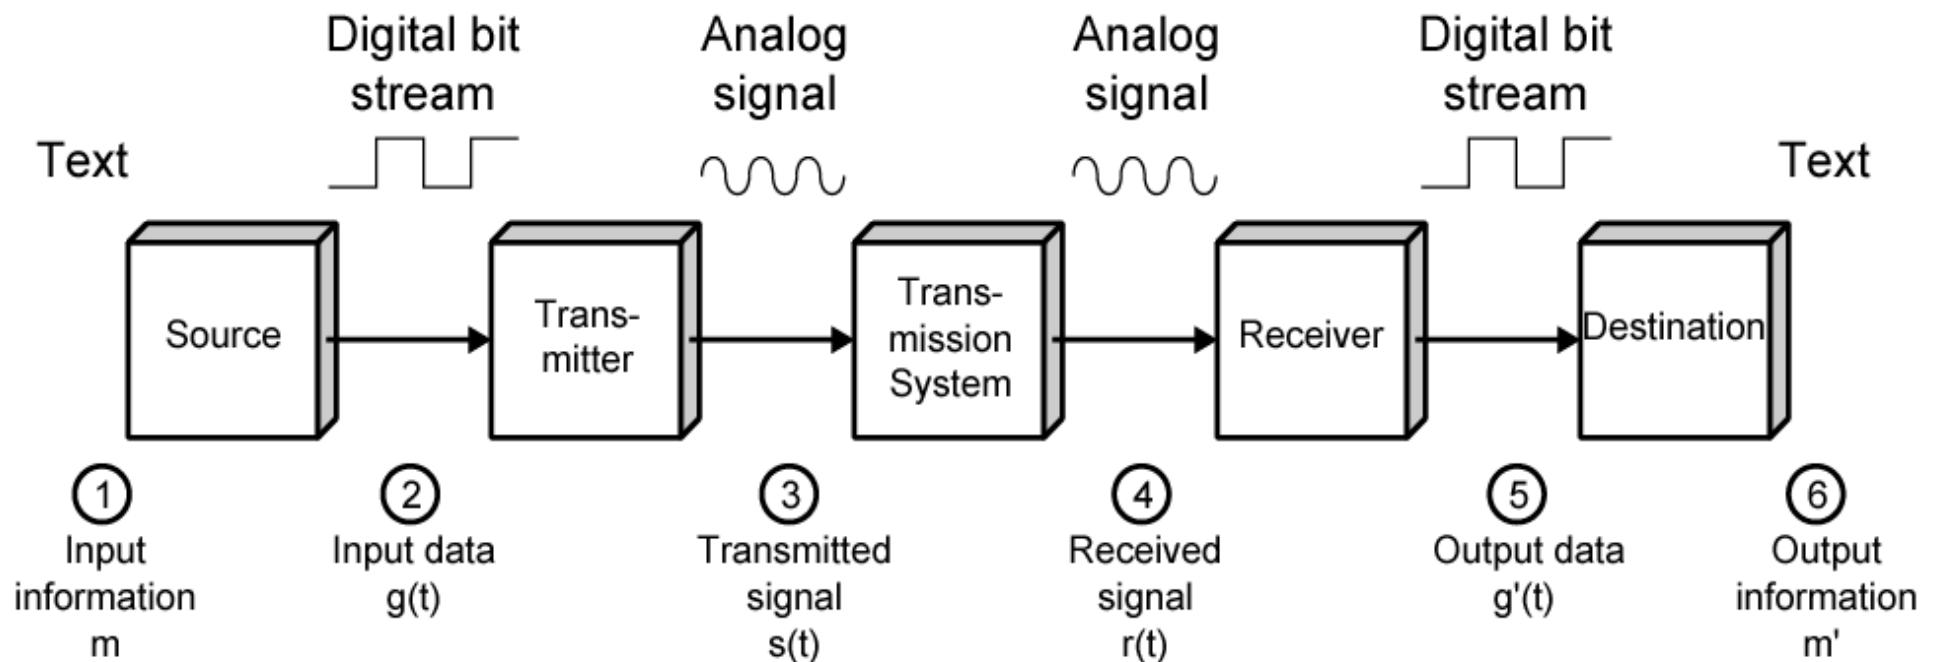 Digital bit
stream
Analog
signal
Analog
signal
Digital bit
stream
Text
Text
Source
Trans-
mitter
Trans-
mission
System
Receiver
Destination
1
Input
information
m
2
Input data
g(t)
3
Transmitted
signal
s(t)
4
Received
signal
r(t)
5
Output data
g'(t)
6
Output
information
m'